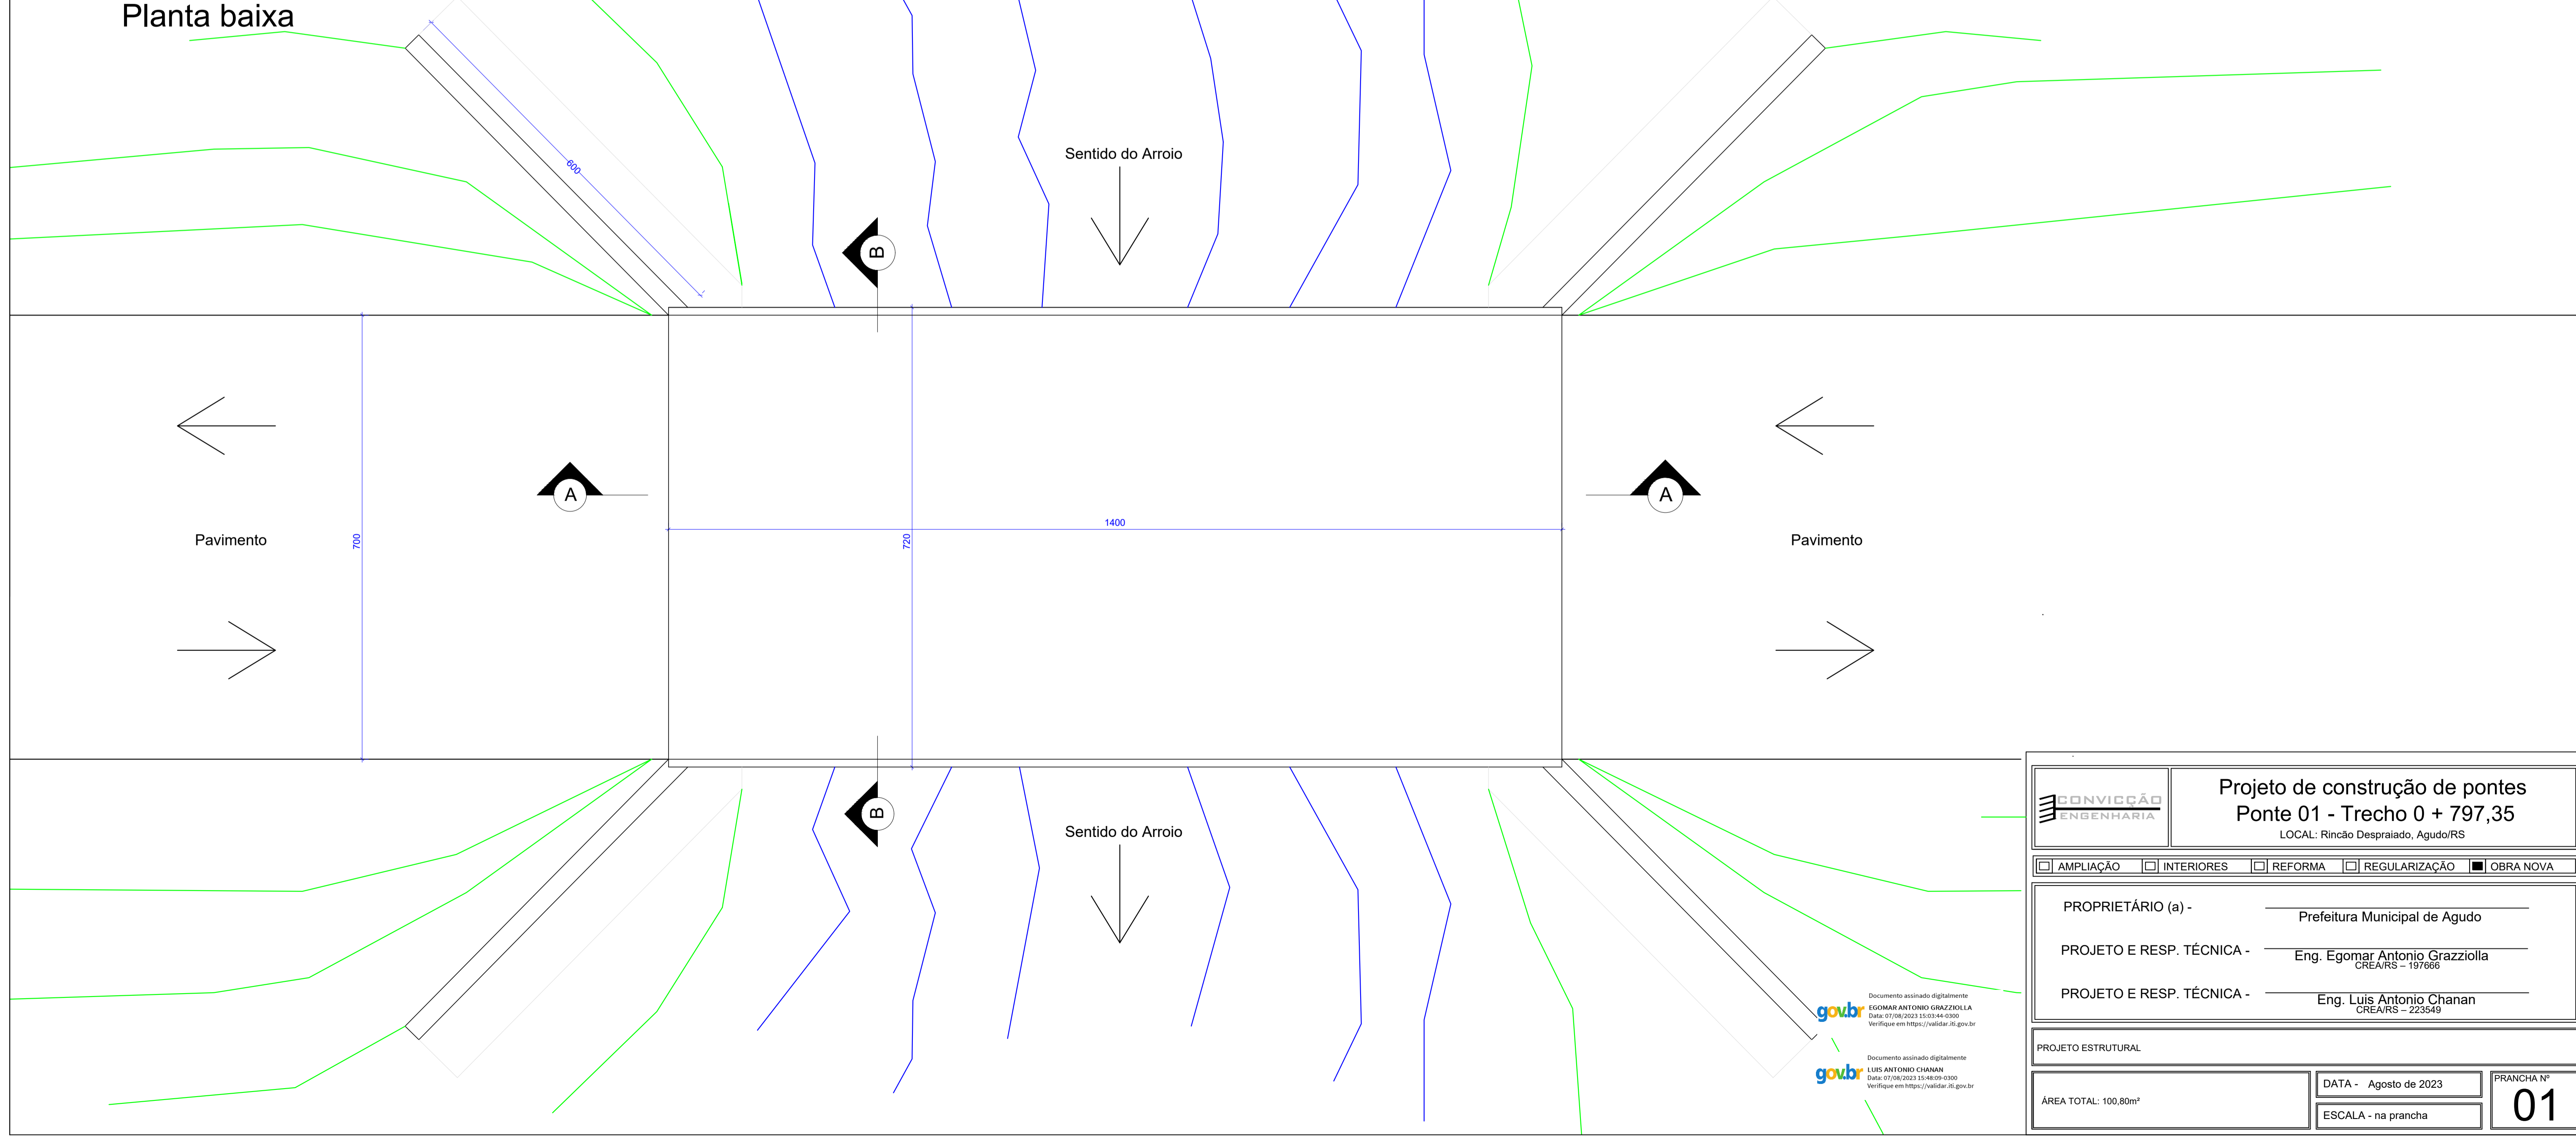 Planta baixa
600
Sentido do Arroio
B
A
A
1400
700
720
Pavimento
Pavimento
B
Sentido do Arroio
CONVICÇÃO
ENGENHARIA
Projeto de construção de pontes
Ponte 01 - Trecho 0 + 797,35
LOCAL: Rincão Despraiado, Agudo/RS
AMPLIAÇÃO INTERIORES REFORMA REGULARIZAÇÃO OBRA NOVA
PROPRIETÁRIO (a) -
Prefeitura Municipal de Agudo
PROJETO E RESP. TÉCNICA -
Eng. Egomar Antonio Grazziolla
CREA/RS – 197666
PROJETO E RESP. TÉCNICA -
Eng. Luis Antonio Chanan
CREA/RS – 223549
gov.br
Documento assinado digitalmente
EGOMAR ANTONIO GRAZZIOLLA
Data: 07/08/2023 15:03:44-0300
Verifique em https://validar.iti.gov.br
gov.br
Documento assinado digitalmente
LUIS ANTONIO CHANAN
Data: 07/08/2023 15:48:09-0300
Verifique em https://validar.iti.gov.br
PROJETO ESTRUTURAL
ÁREA TOTAL: 100,80m²
DATA - Agosto de 2023
ESCALA - na prancha
PRANCHA Nº
01